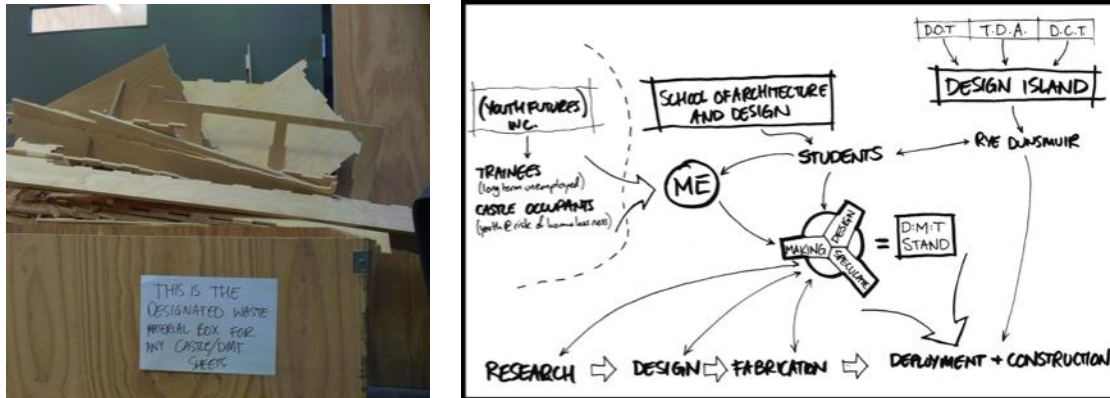 THIS IS THE
DESIGNATED WASTE
MATERIAL BOX FOR
ANY CASTLE/DMT
SHEETS
D.O.T
T.D.A.
D.C.T
(YOUTH FUTURES)
INC.
SCHOOL OF ARCHITECTURE
AND DESIGN
DESIGN ISLAND
TRAINEES
(long term unemployed)
CASTLE OCCUPANTS
(youth @ risk of homelessness)
ME
STUDENTS
RYE DUNSMUIR
MAKING
DESIGN
SPECULATE
=
D:M:T
STAND
RESEARCH
DESIGN
FABRICATION
DEPLOYMENT + CONSTRUCTION